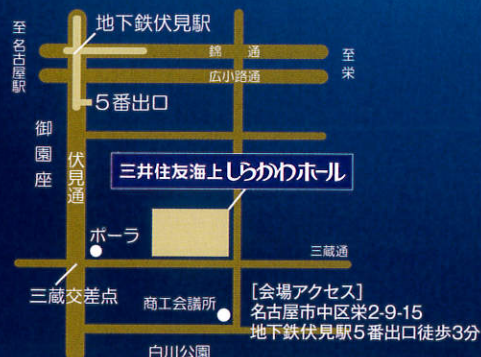 至 名古屋駅
地下鉄伏見駅
錦通
至 栄
広小路通
5番出口
御園座
伏見通
三井住友海上しらかわホール
ポーラ
三蔵通
三蔵交差点
商工会議所
[会場アクセス]
名古屋市中区栄2-9-15
地下鉄伏見駅5番出口徒歩3分
白川公園